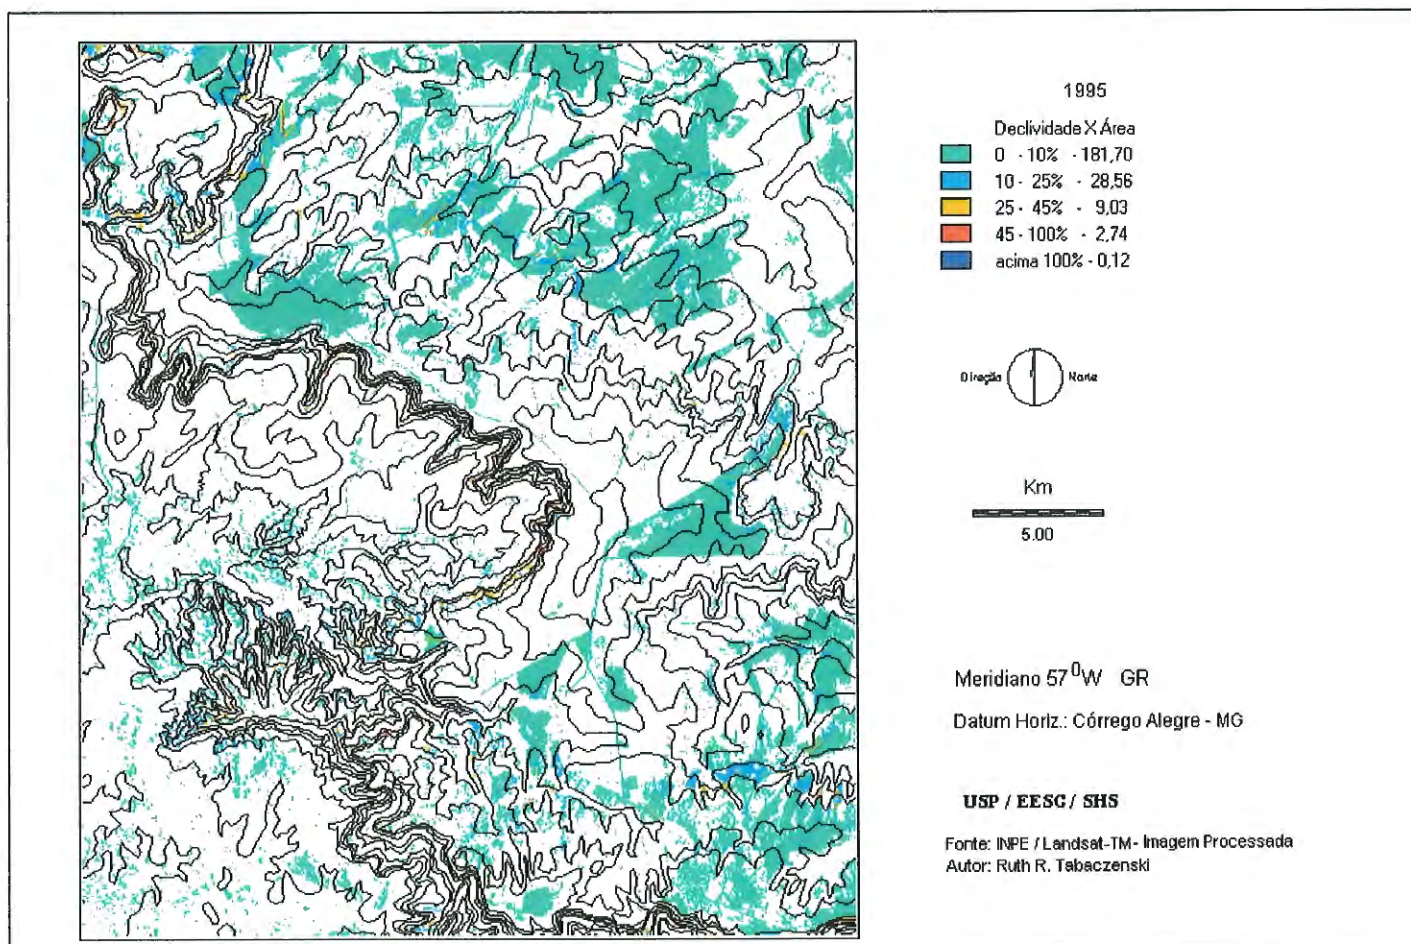 1995
Declividade X Área
0 - 10% - 181,70
10 - 25% - 28,56
25 - 45% - 9,03
45 - 100% - 2,74
acima 100% - 0,12
Direção Norte
Km
5.00
Meridiano 57⁰W GR
Datum Horiz.: Córrego Alegre - MG
USP / EESC / SHS
Fonte: INPE / Landsat-TM- Imagem Processada
Autor: Ruth R. Tabaczenski